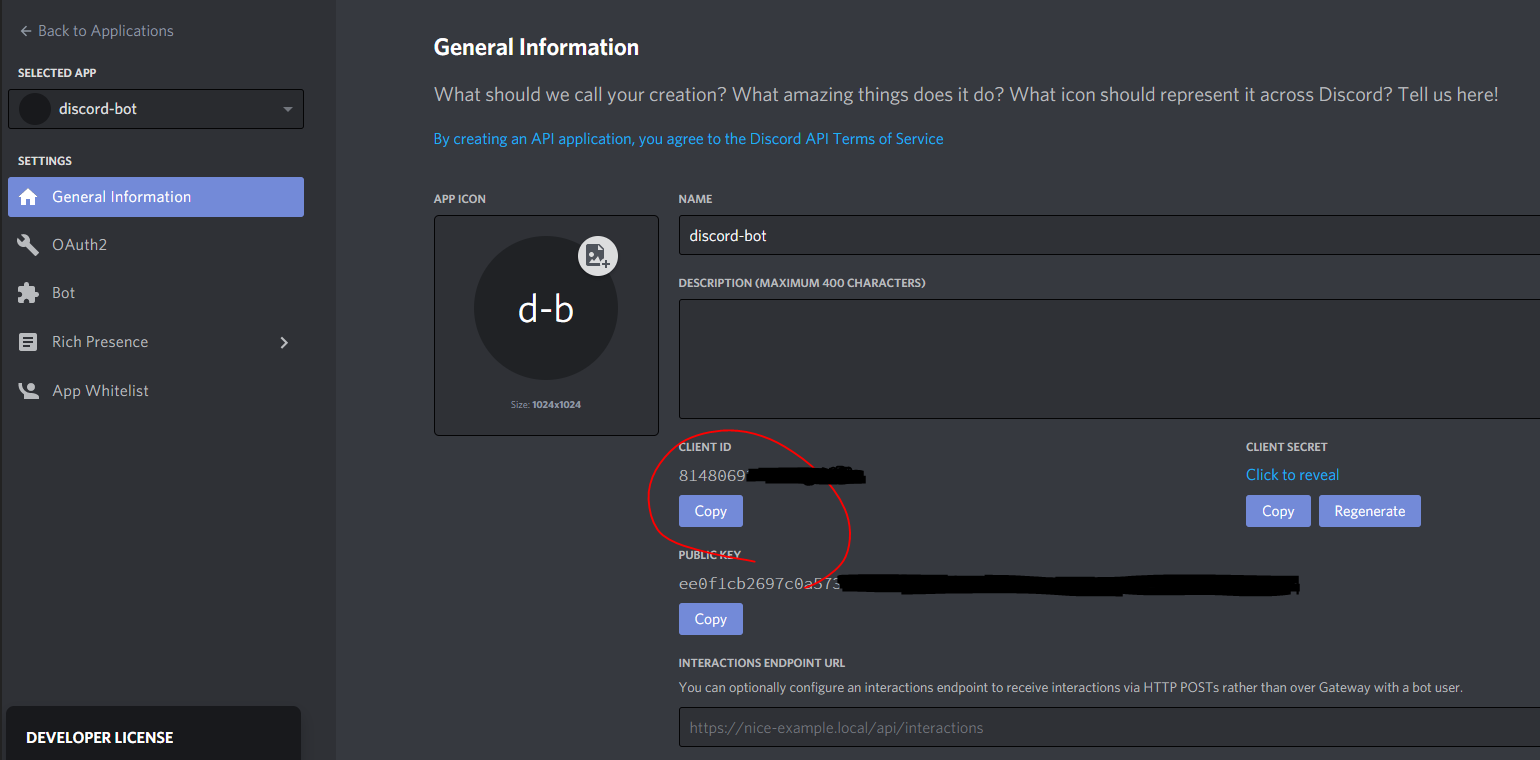 Back to Applications
SELECTED APP
discord-bot
SETTINGS
General Information
OAuth2
Bot
Rich Presence
App Whitelist
DEVELOPER LICENSE
General Information
What should we call your creation? What amazing things does it do? What icon should represent it across Discord? Tell us here!
By creating an API application, you agree to the Discord API Terms of Service
APP ICON
d-b
Size: 1024x1024
NAME
discord-bot
DESCRIPTION (MAXIMUM 400 CHARACTERS)
CLIENT ID
8148069
Copy
CLIENT SECRET
Click to reveal
Copy Regenerate
PUBLIC KEY
ee0f1cb2697c0a573
Copy
INTERACTIONS ENDPOINT URL
You can optionally configure an interactions endpoint to receive interactions via HTTP POSTs rather than over Gateway with a bot user.
https://nice-example.local/api/interactions